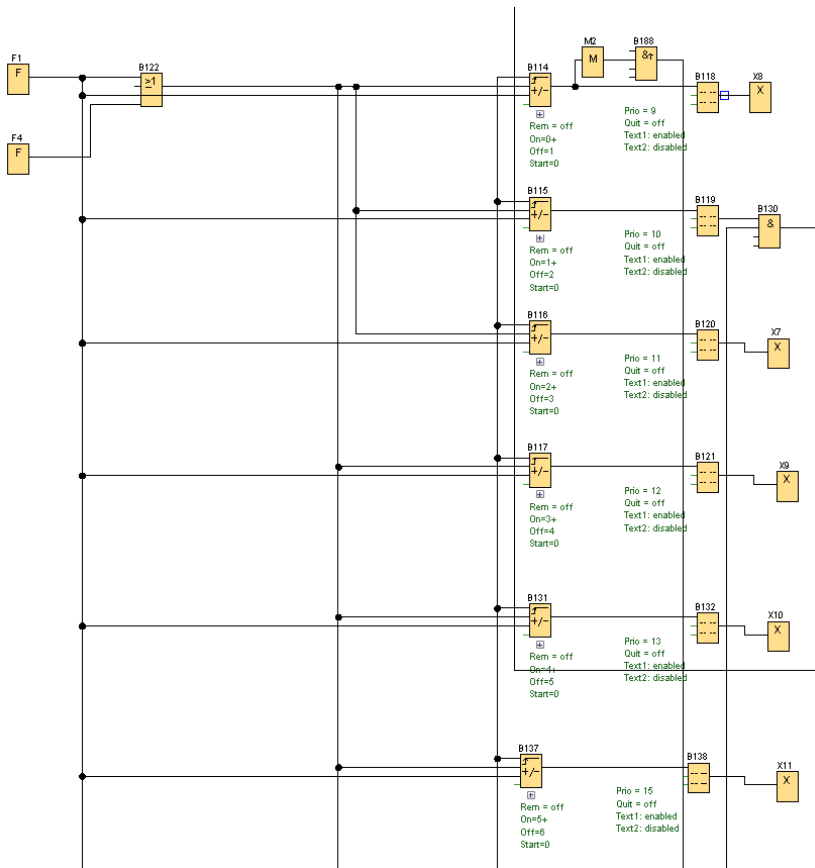 F1
F
F4
F
B122
≥1
M2
M
B188
&
B114
+/-
Rem = off
On=0+
Off=1
Start=0
B118
Prio = 9
Quit = off
Text1: enabled
Text2: disabled
X8
X
B115
+/-
Rem = off
On=1+
Off=2
Start=0
B119
Prio = 10
Quit = off
Text1: enabled
Text2: disabled
B130
&
B116
+/-
Rem = off
On=2+
Off=3
Start=0
B120
Prio = 11
Quit = off
Text1: enabled
Text2: disabled
X7
X
B117
+/-
Rem = off
On=3+
Off=4
Start=0
B121
Prio = 12
Quit = off
Text1: enabled
Text2: disabled
X9
X
B131
+/-
Rem = off
On=4+
Off=5
Start=0
B132
Prio = 13
Quit = off
Text1: enabled
Text2: disabled
X10
X
B137
+/-
Rem = off
On=5+
Off=6
Start=0
B138
Prio = 15
Quit = off
Text1: enabled
Text2: disabled
X11
X